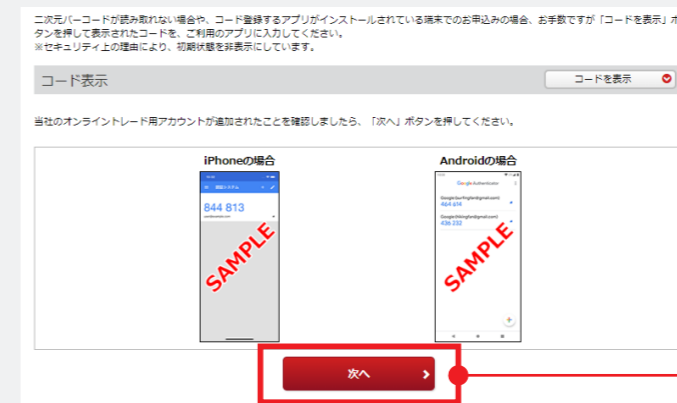 二次元バーコードが読み取れない場合や、コード登録するアプリがインストールされている端末でのお申込みの場合、お手数ですが「コードを表示」ボ
タンを押して表示されたコードを、ご利用のアプリに入力してください。
※セキュリティ上の理由により、初期状態を非表示にしています。
コード表示
コードを表示
当社のオンライントレード用アカウントが追加されたことを確認しましたら、「次へ」ボタンを押してください。
iPhoneの場合
Androidの場合
844 813
SAMPLE
Google Authenticator
464 614
436 232
SAMPLE
次へ